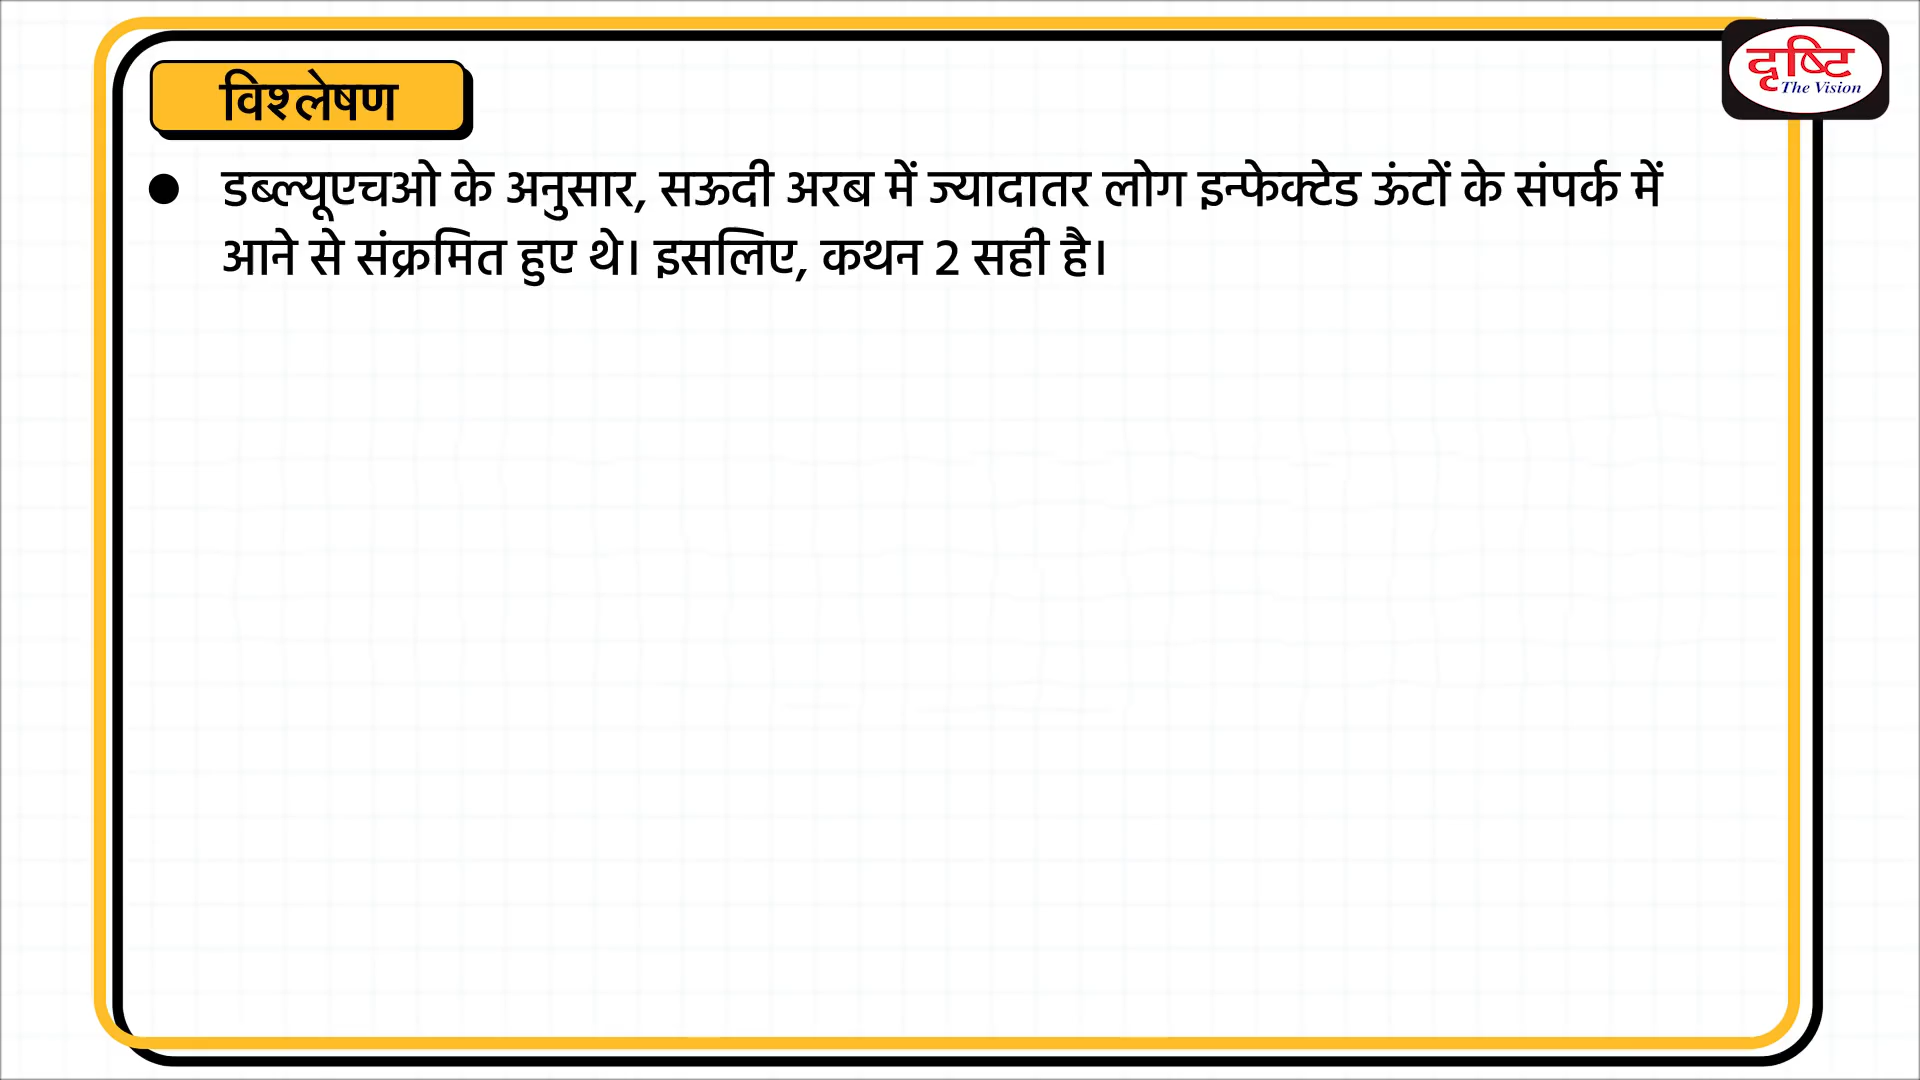 दृष्टि
The Vision
विश्लेषण
● डब्ल्यूएचओ के अनुसार, सऊदी अरब में ज्यादातर लोग इन्फेक्टेड ऊंटों के संपर्क में
आने से संक्रमित हुए थे। इसलिए, कथन 2 सही है।